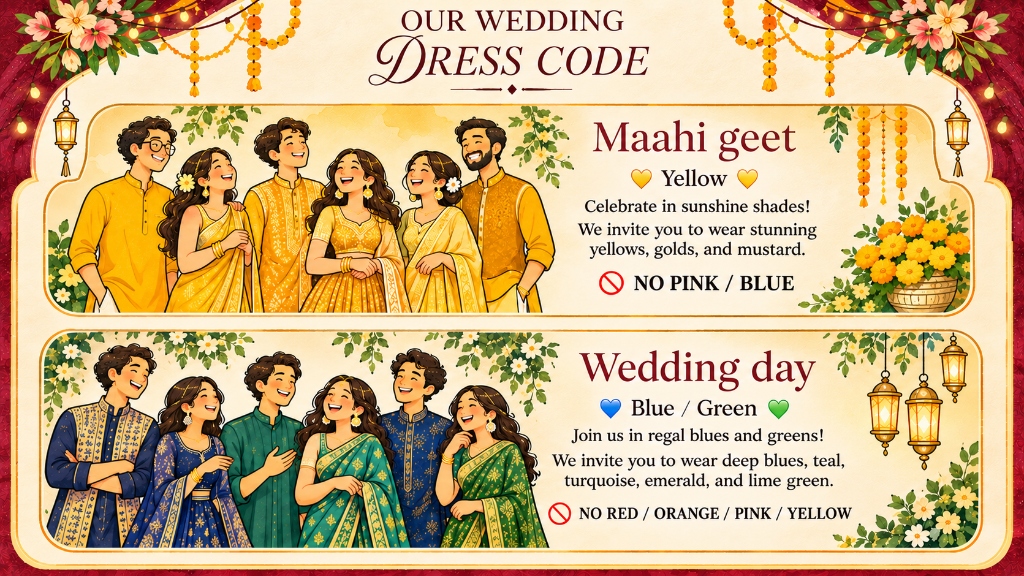 OUR WEDDING
DRESS CODE
Maahi geet
💛 Yellow 💛
Celebrate in sunshine shades!
We invite you to wear stunning
yellows, golds, and mustard.
🚫 NO PINK / BLUE
Wedding day
💙 Blue / Green 💚
Join us in regal blues and greens!
We invite you to wear deep blues, teal,
turquoise, emerald, and lime green.
🚫 NO RED / ORANGE / PINK / YELLOW